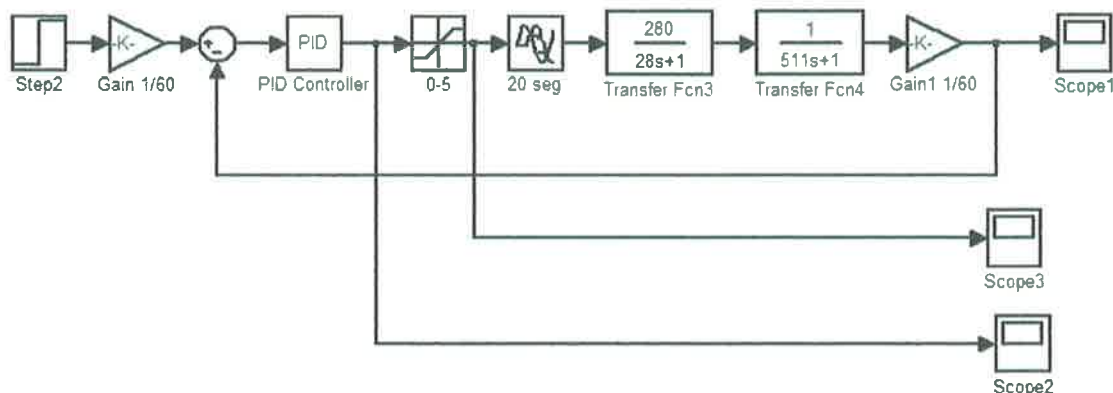 -K-
PID
280
28s+1
1
511s+1
-K-
Step2
Gain 1/60
PID Controller
0-5
20 seg
Transfer Fcn3
Transfer Fcn4
Gain1 1/60
Scope1
Scope3
Scope2